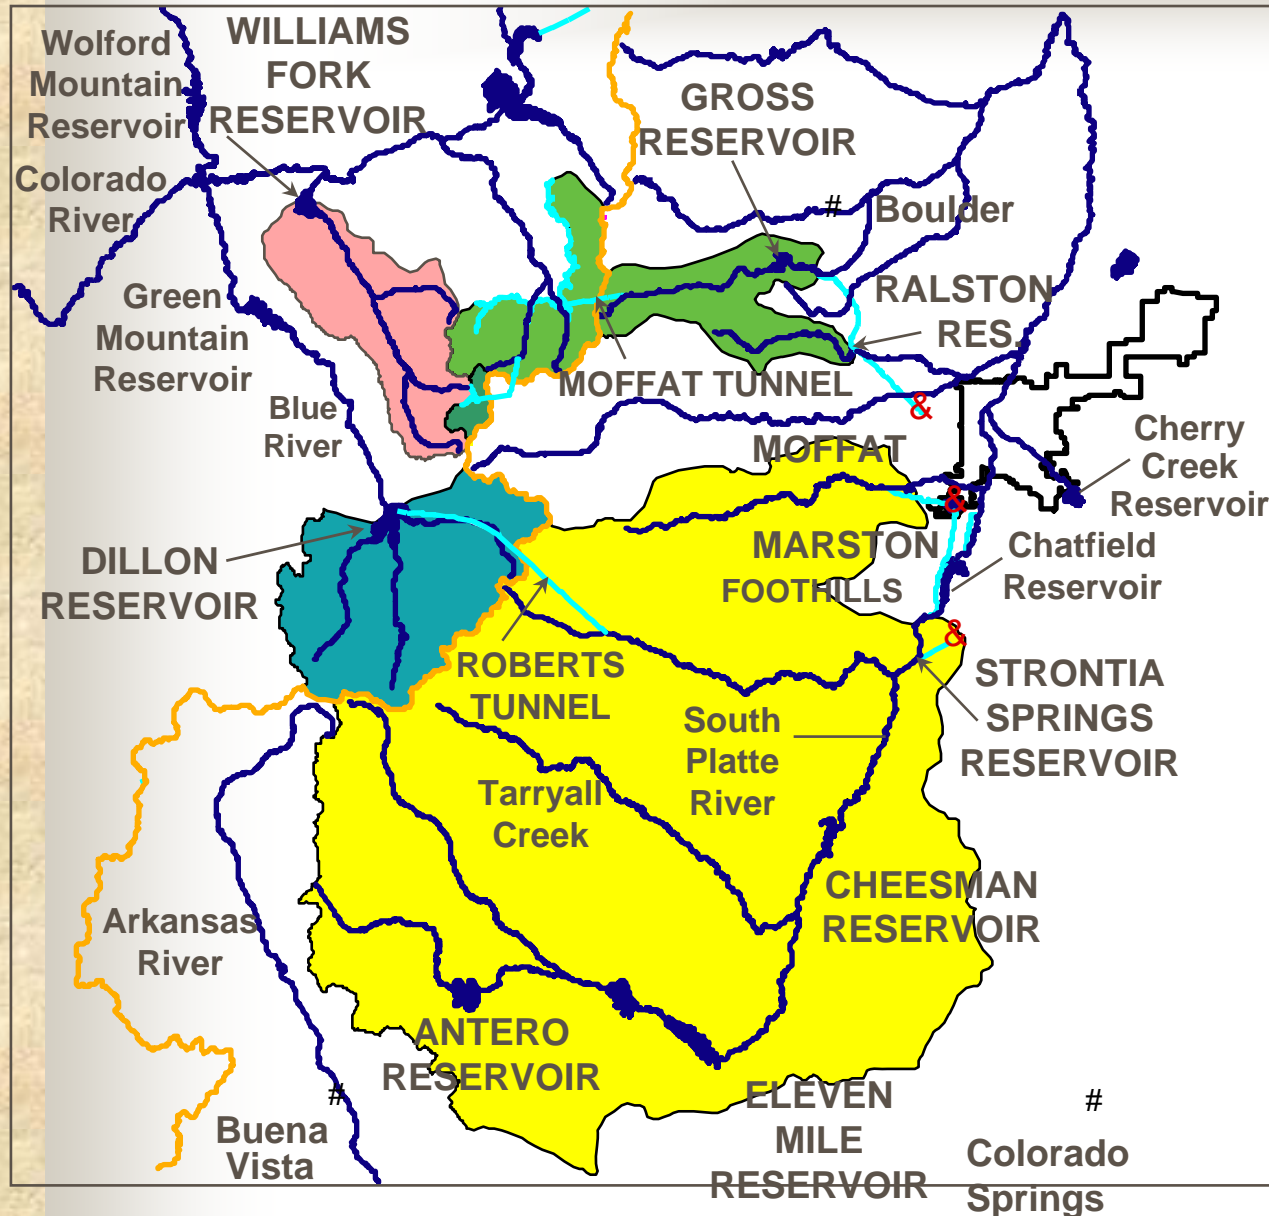 Wolford
Mountain
Reservoir
WILLIAMS
FORK
RESERVOIR
GROSS
RESERVOIR
Colorado
River
#
Boulder
Green
Mountain
Reservoir
RALSTON
RES.
MOFFAT TUNNEL
Blue
River
&
MOFFAT
Cherry
Creek
Reservoir
&
DILLON
RESERVOIR
MARSTON
FOOTHILLS
Chatfield
Reservoir
&
ROBERTS
TUNNEL
STRONTIA
SPRINGS
RESERVOIR
South
Platte
River
Tarryall
Creek
CHEESMAN
RESERVOIR
Arkansas
River
ANTERO
RESERVOIR
#
Buena
Vista
ELEVEN
MILE
RESERVOIR
#
Colorado
Springs